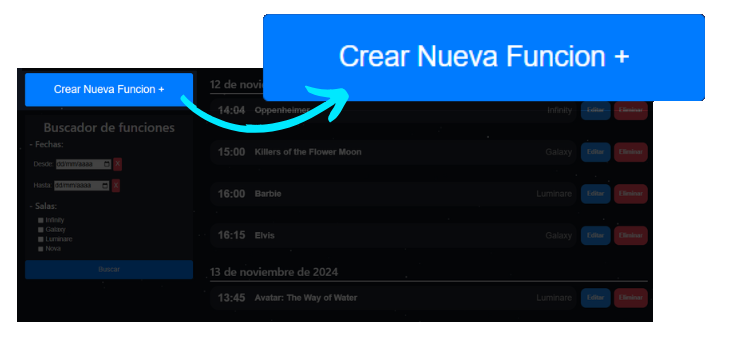 Crear Nueva Funcion +
Crear Nueva Funcion +
Buscador de funciones
- Fechas:
Desde: dd/mm/aaaa X
Hasta: dd/mm/aaaa X
- Salas:
Infinity
Galaxy
Luminare
Nova
Buscar
12 de novi
14:04 Oppenheimer Infinity Editar Eliminar
15:00 Killers of the Flower Moon Galaxy Editar Eliminar
16:00 Barbie Luminare Editar Eliminar
16:15 Elvis Galaxy Editar Eliminar
13 de noviembre de 2024
13:45 Avatar: The Way of Water Luminare Editar Eliminar